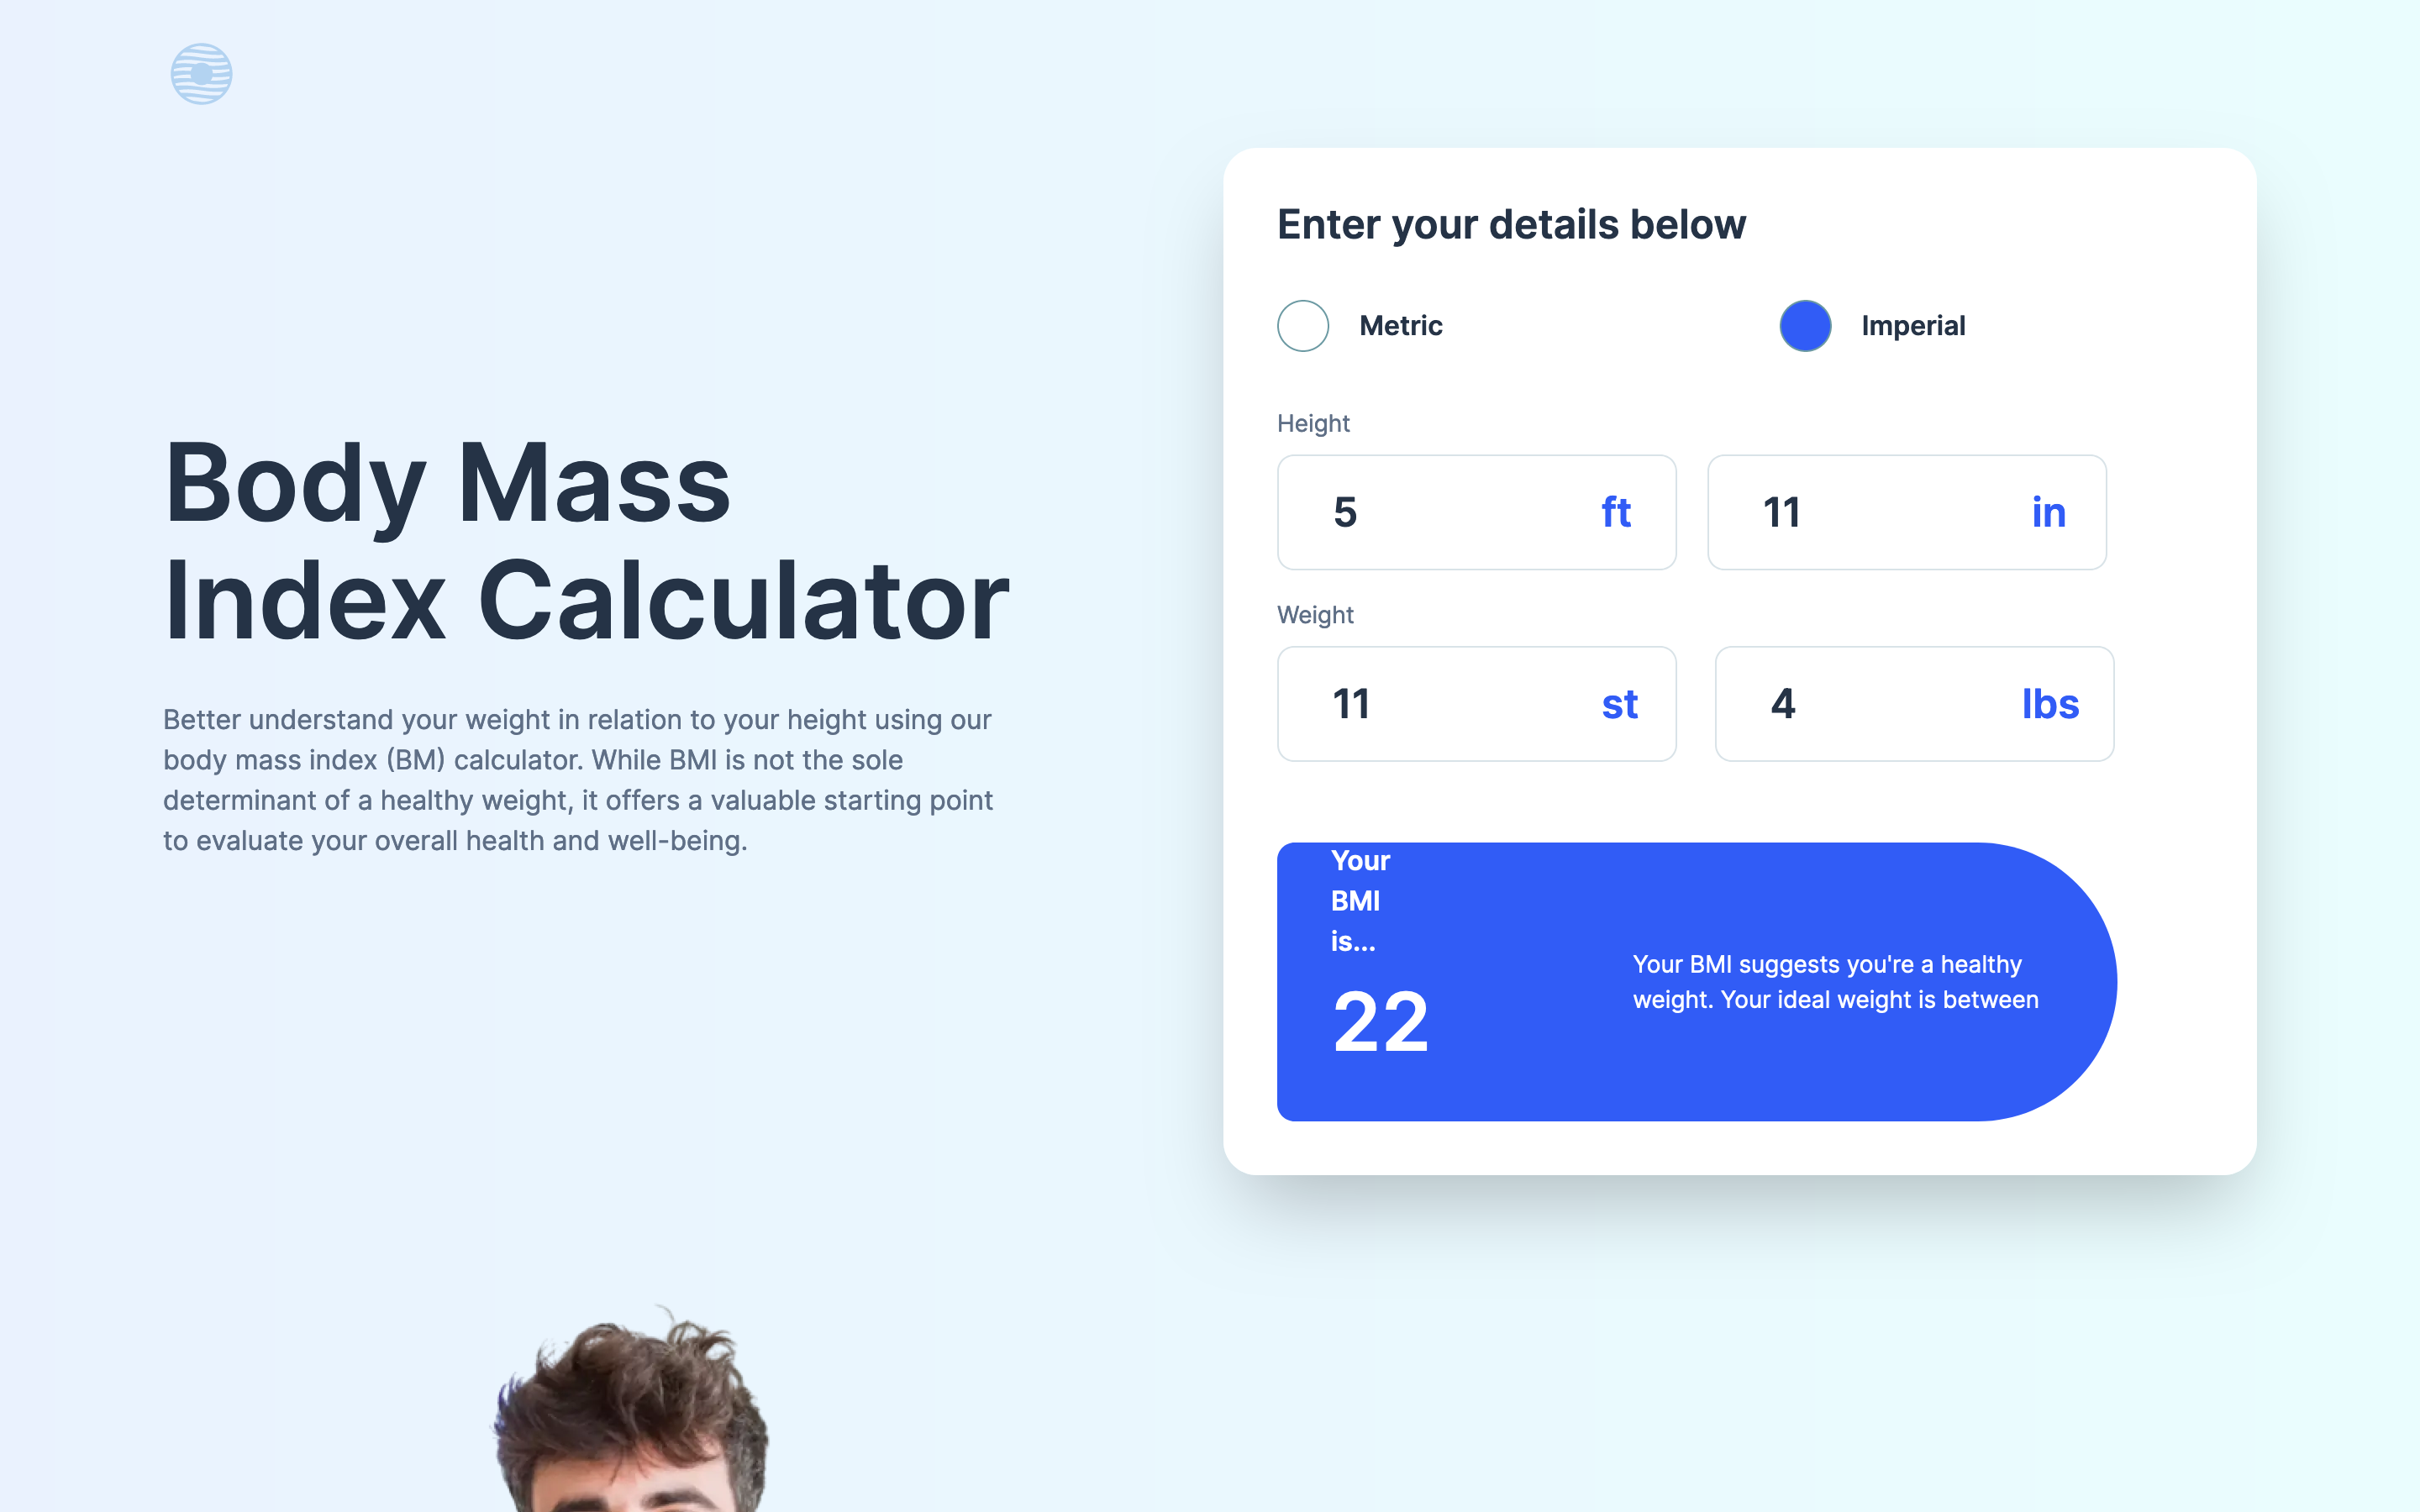 Body Mass
Index Calculator
Better understand your weight in relation to your height using our
body mass index (BM) calculator. While BMI is not the sole
determinant of a healthy weight, it offers a valuable starting point
to evaluate your overall health and well-being.
Enter your details below
Metric
Imperial
Height
5 ft
11 in
Weight
11 st
4 lbs
Your
BMI
is...
22
Your BMI suggests you're a healthy
weight. Your ideal weight is between